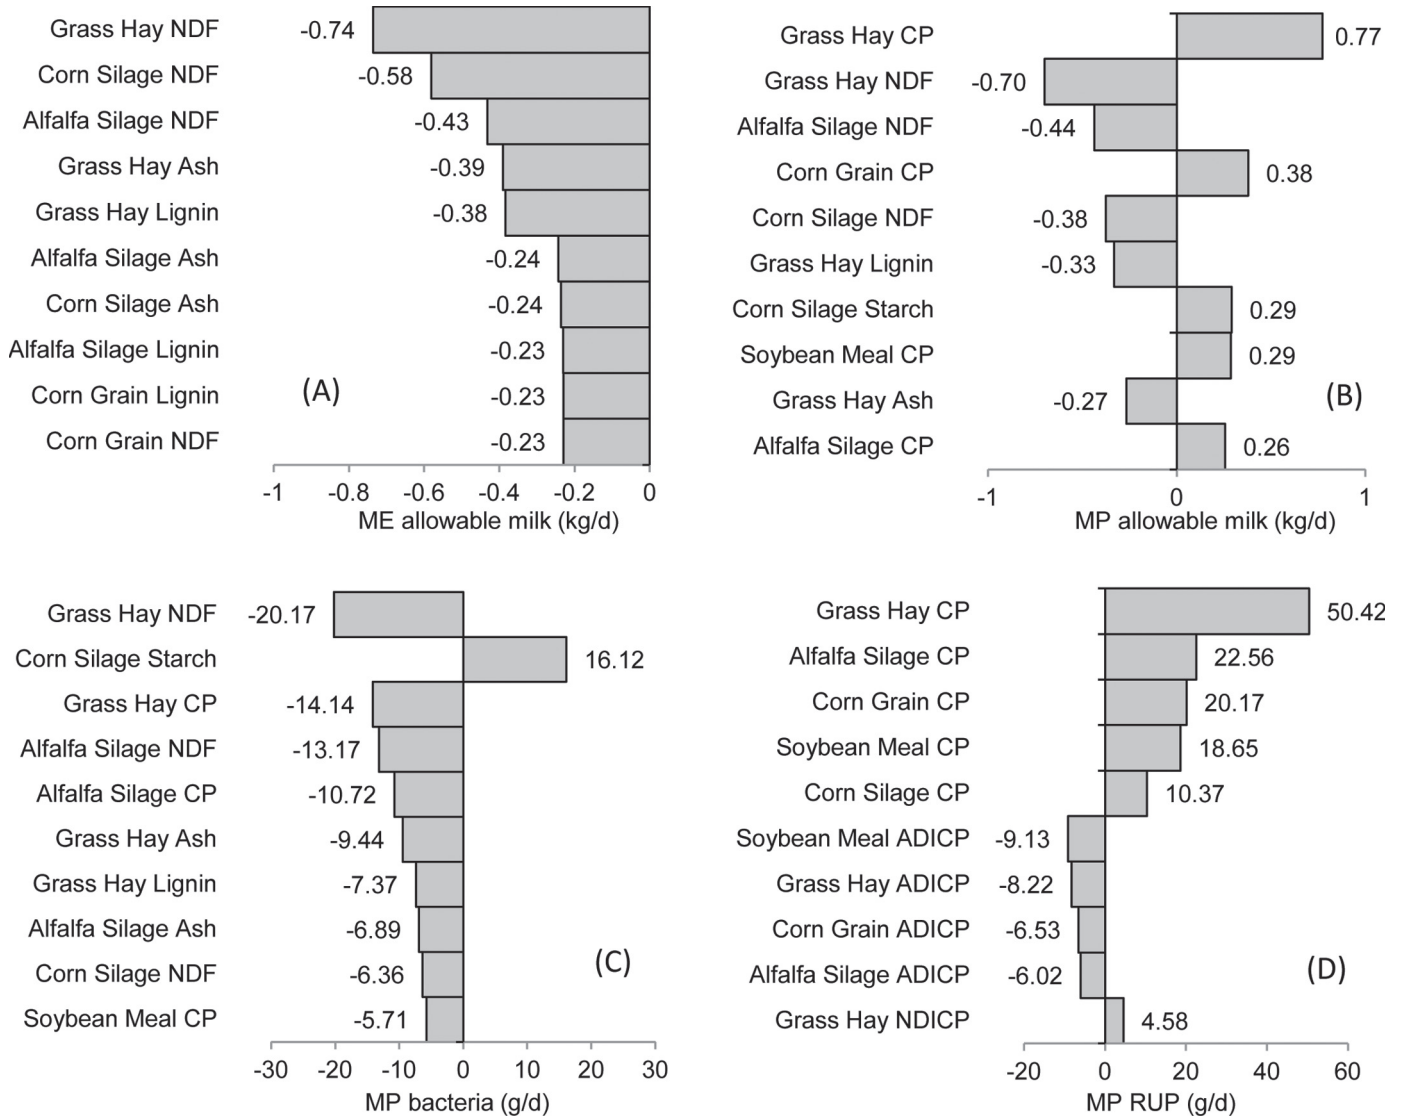 Grass Hay NDF -0.74
Corn Silage NDF -0.58
Alfalfa Silage NDF -0.43
Grass Hay Ash -0.39
Grass Hay Lignin -0.38
Alfalfa Silage Ash -0.24
Corn Silage Ash -0.24
Alfalfa Silage Lignin -0.23
Corn Grain Lignin -0.23
Corn Grain NDF -0.23
(A)
-1 -0.8 -0.6 -0.4 -0.2 0
ME allowable milk (kg/d)
Grass Hay CP 0.77
Grass Hay NDF -0.70
Alfalfa Silage NDF -0.44
Corn Grain CP 0.38
Corn Silage NDF -0.38
Grass Hay Lignin -0.33
Corn Silage Starch 0.29
Soybean Meal CP 0.29
Grass Hay Ash -0.27
Alfalfa Silage CP 0.26
(B)
-1 0 1
MP allowable milk (kg/d)
Grass Hay NDF -20.17
Corn Silage Starch 16.12
Grass Hay CP -14.14
Alfalfa Silage NDF -13.17
Alfalfa Silage CP -10.72
Grass Hay Ash -9.44
Grass Hay Lignin -7.37
Alfalfa Silage Ash -6.89
Corn Silage NDF -6.36
Soybean Meal CP -5.71
(C)
-30 -20 -10 0 10 20 30
MP bacteria (g/d)
Grass Hay CP 50.42
Alfalfa Silage CP 22.56
Corn Grain CP 20.17
Soybean Meal CP 18.65
Corn Silage CP 10.37
Soybean Meal ADICP -9.13
Grass Hay ADICP -8.22
Corn Grain ADICP -6.53
Alfalfa Silage ADICP -6.02
Grass Hay NDICP 4.58
(D)
-20 0 20 40 60
MP RUP (g/d)